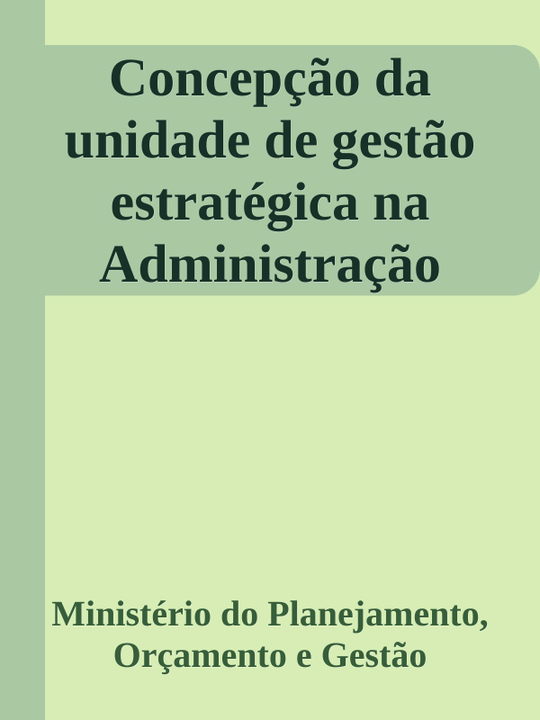 Concepção da
unidade de gestão
estratégica na
Administração
Ministério do Planejamento,
Orçamento e Gestão